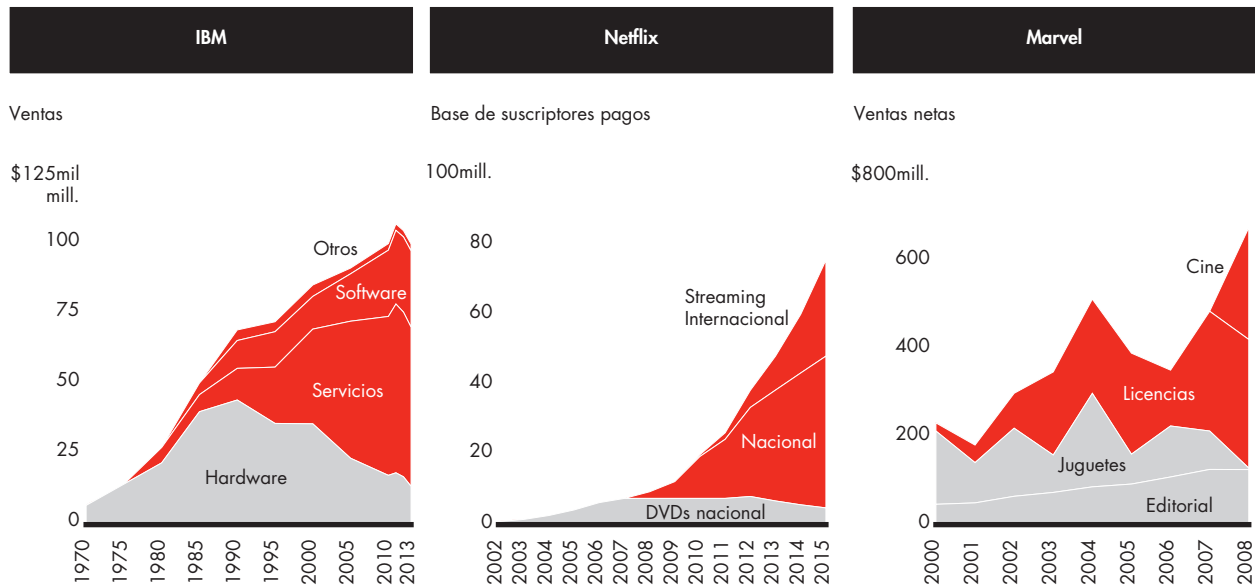 IBM
Ventas
$125mil
mill.
100
75
50
25
0
Otros
Software
Servicios
Hardware
1970
1975
1980
1985
1990
1995
2000
2005
2010
2013
Netflix
Base de suscriptores pagos
100mill.
80
60
40
20
0
Streaming
Internacional
Nacional
DVDs nacional
2002
2003
2004
2005
2006
2007
2008
2009
2010
2011
2012
2013
2014
2015
Marvel
Ventas netas
$800mill.
600
400
200
0
Cine
Licencias
Juguetes
Editorial
2000
2001
2002
2003
2004
2005
2006
2007
2008